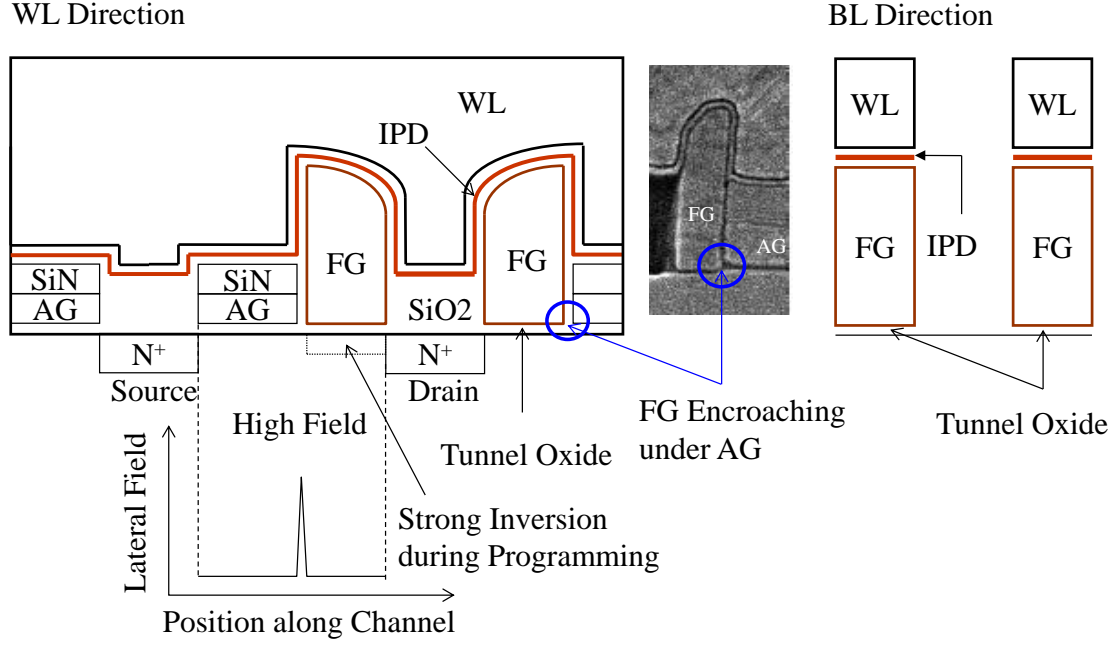 WL Direction
BL Direction
WL
IPD
FG
FG
SiN
AG
SiN
AG
SiO2
N+
Source
N+
Drain
FG
AG
WL
WL
FG
FG
IPD
High Field
Tunnel Oxide
FG Encroaching
under AG
Tunnel Oxide
Strong Inversion
during Programming
Lateral Field
Position along Channel